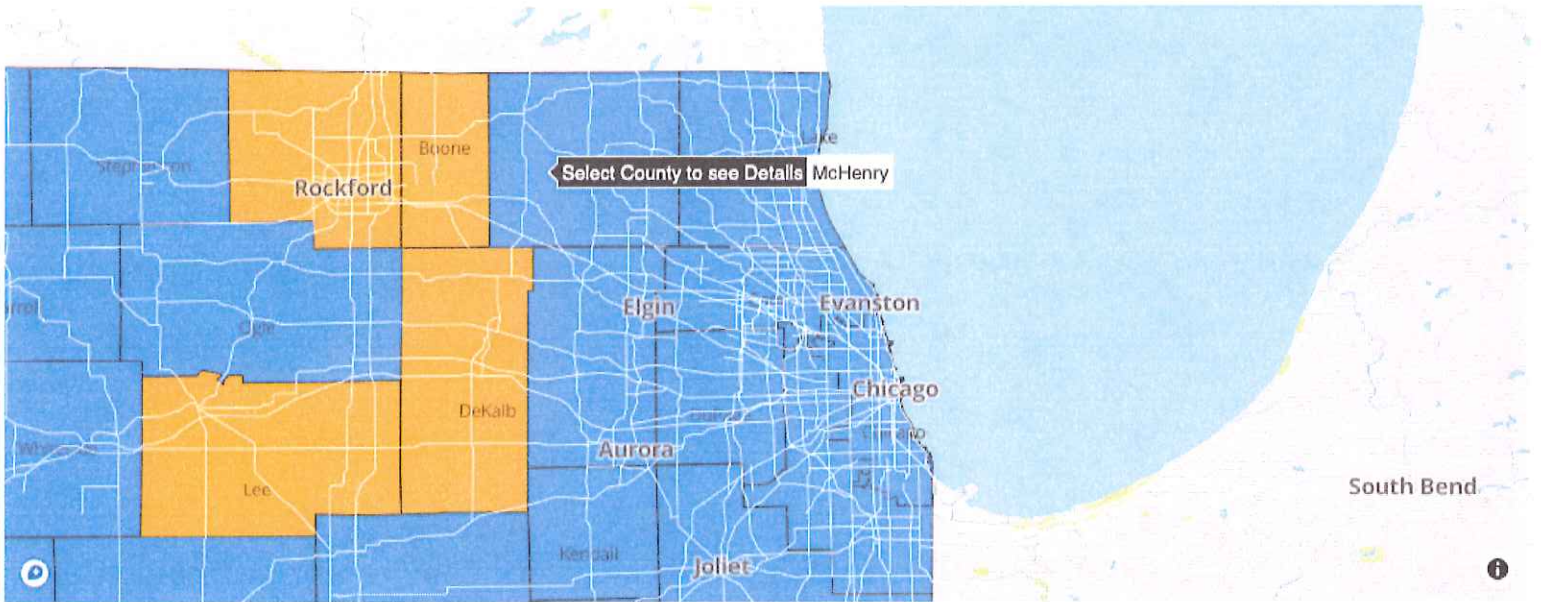 Lake
Boone
Stephenson
Select County to see Details McHenry
Rockford
Elgin
Evanston
Ogle
Chicago
DeKalb
Aurora
Lee
South Bend
Kendall
Joliet